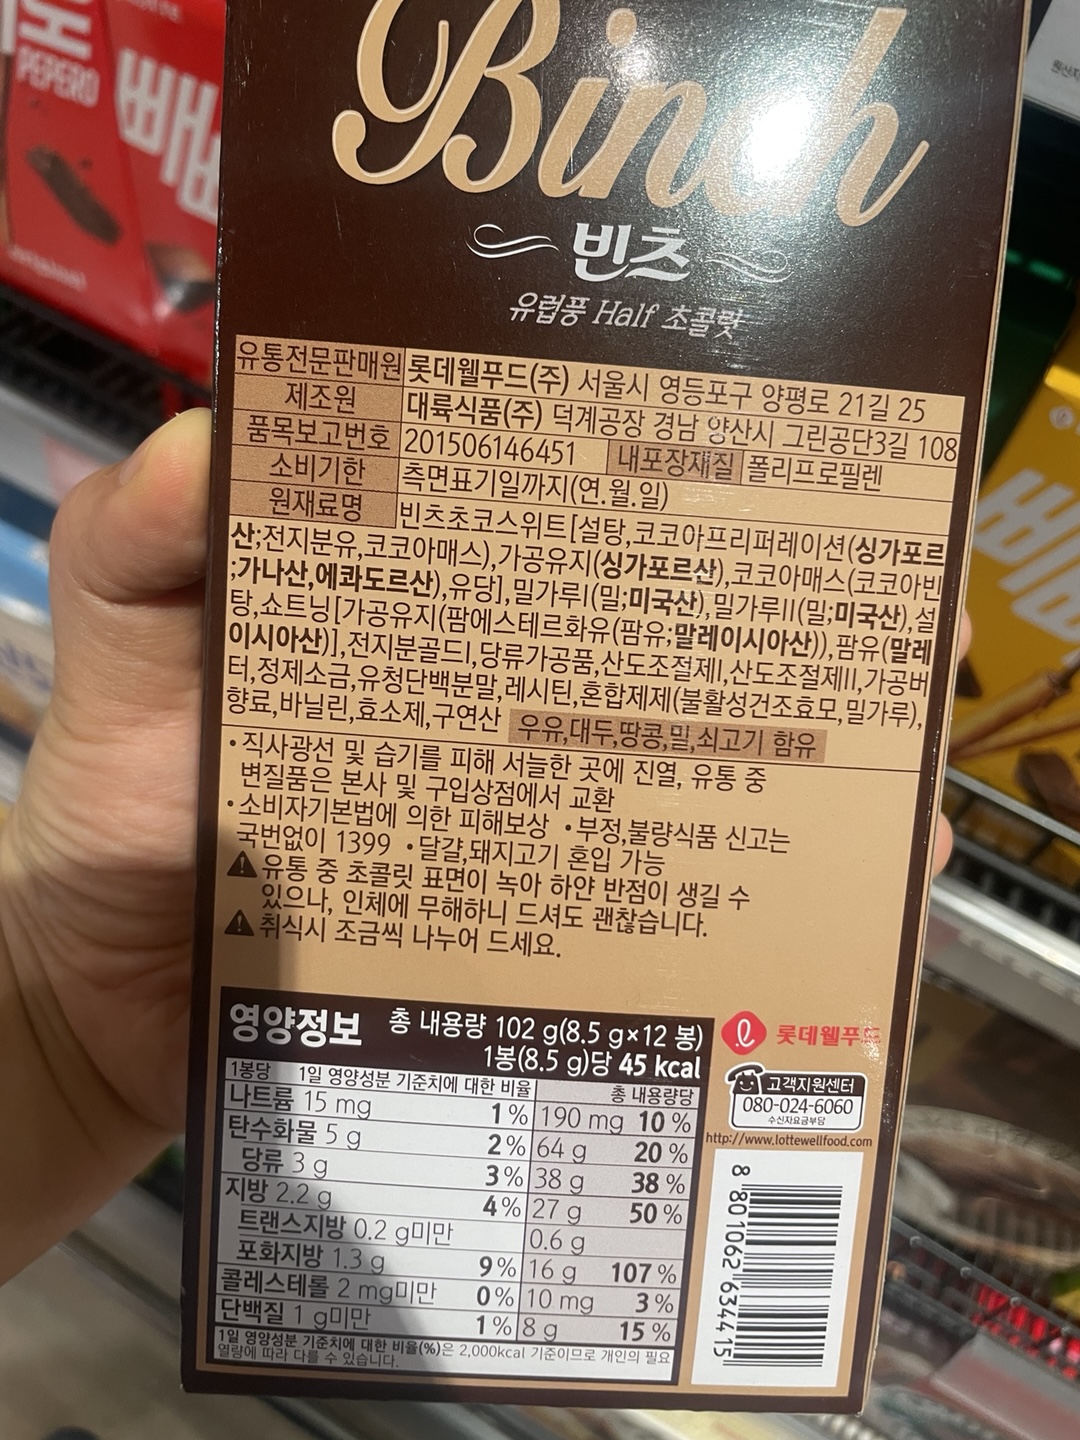 PEPERO
Binch
빈츠
유럽풍 Half 초콜릿
유통전문판매원 롯데웰푸드(주) 서울시 영등포구 양평로 21길 25
제조원 대륙식품(주) 덕계공장 경남 양산시 그린공단3길 108
품목보고번호 201506146451 내포장재질 폴리프로필렌
소비기한 측면표기일까지(연.월.일)
원재료명 빈츠초코스위트[설탕,코코아프리퍼레이션(싱가포르
산;전지분유,코코아매스),가공유지(싱가포르산),코코아매스(코코아빈
;가나산,에콰도르산),유당],밀가루I(밀;미국산),밀가루II(밀;미국산),설
탕,쇼트닝[가공유지(팜에스테르화유(팜유;말레이시아산)),팜유(말레
이시아산)],전지분골드I,당류가공품,산도조절제I,산도조절제II,가공버
터,정제소금,유청단백분말,레시틴,혼합제제(불활성건조효모,밀가루),
향료,바닐린,효소제,구연산 우유,대두,땅콩,밀,쇠고기 함유
•직사광선 및 습기를 피해 서늘한 곳에 진열, 유통 중
변질품은 본사 및 구입상점에서 교환
•소비자기본법에 의한 피해보상 •부정,불량식품 신고는
국번없이 1399 •달걀,돼지고기 혼입 가능
유통 중 초콜릿 표면이 녹아 하얀 반점이 생길 수
있으나, 인체에 무해하니 드셔도 괜찮습니다.
취식시 조금씩 나누어 드세요.
영양정보 총 내용량 102 g(8.5 g×12 봉)
1봉(8.5 g)당 45 kcal
1봉당 1일 영양성분 기준치에 대한 비율 총 내용량당
나트륨 15 mg 1 % 190 mg 10 %
탄수화물 5 g 2 % 64 g 20 %
당류 3 g 3 % 38 g 38 %
지방 2.2 g 4 % 27 g 50 %
트랜스지방 0.2 g미만 0.6 g
포화지방 1.3 g 9 % 16 g 107 %
콜레스테롤 2 mg미만 0 % 10 mg 3 %
단백질 1 g미만 1 % 8 g 15 %
1일 영양성분 기준치에 대한 비율(%)은 2,000kcal 기준이므로 개인의 필요
열량에 따라 다를 수 있습니다.
롯데웰푸드
고객지원센터
080-024-6060
수신자요금부담
http://www.lottewellfood.com
8 801062 634415